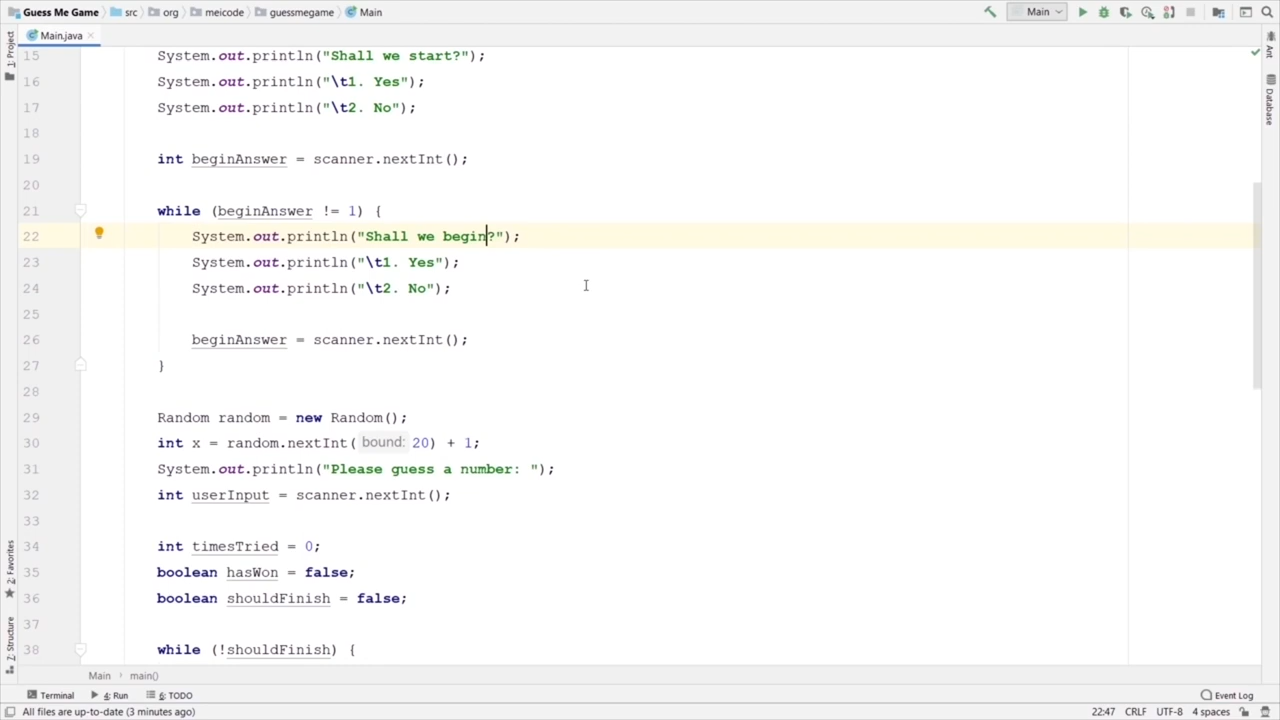 Guess Me Game src org meicode guessmegame Main Main
Main.java
1: Project
Ant
Database
15 System.out.println("Shall we start?");
16 System.out.println("\t1. Yes");
17 System.out.println("\t2. No");
18
19 int beginAnswer = scanner.nextInt();
20
21 while (beginAnswer != 1) {
22 System.out.println("Shall we begin?");
23 System.out.println("\t1. Yes");
24 System.out.println("\t2. No");
25
26 beginAnswer = scanner.nextInt();
27 }
28
29 Random random = new Random();
30 int x = random.nextInt( bound: 20) + 1;
31 System.out.println("Please guess a number: ");
32 int userInput = scanner.nextInt();
33
34 int timesTried = 0;
35 boolean hasWon = false;
36 boolean shouldFinish = false;
37
38 while (!shouldFinish) {
2: Favorites
7: Structure
Main main()
Terminal 4: Run 6: TODO Event Log
All files are up-to-date (3 minutes ago) 22:47 CRLF UTF-8 4 spaces